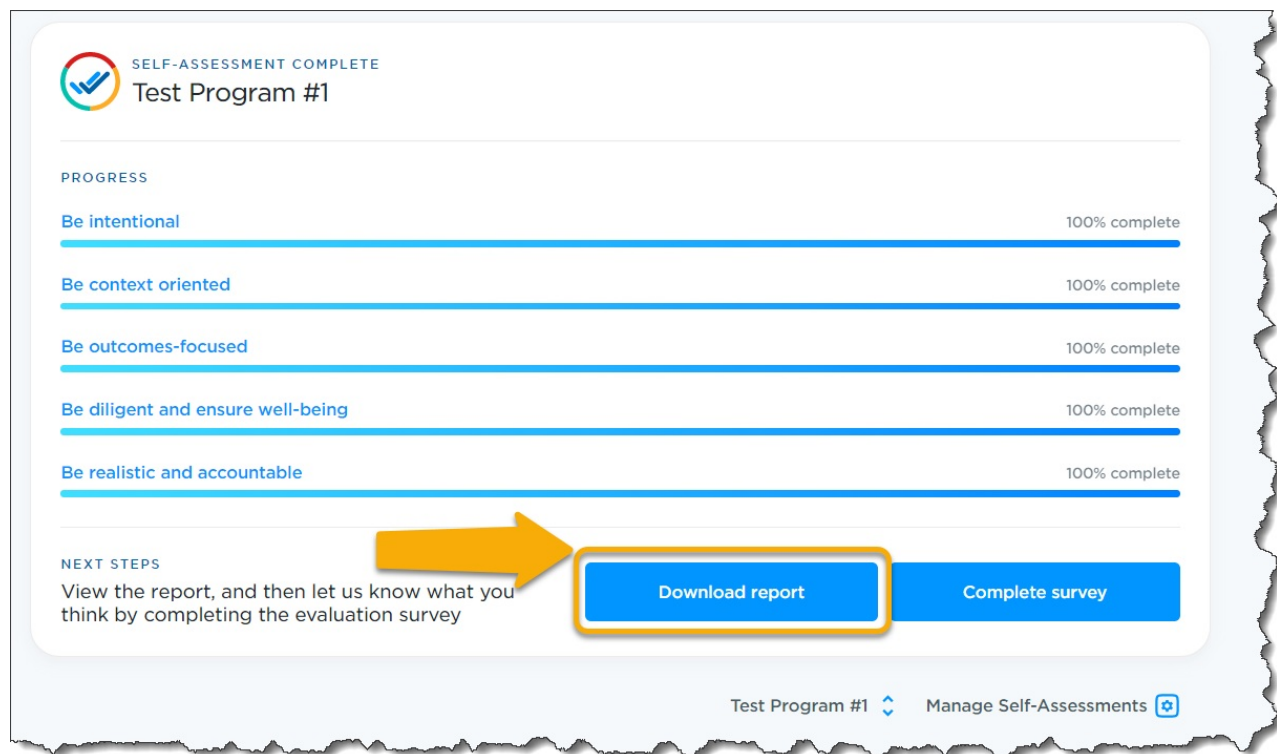 SELF-ASSESSMENT COMPLETE
Test Program #1
PROGRESS
Be intentional 100% complete
Be context oriented 100% complete
Be outcomes-focused 100% complete
Be diligent and ensure well-being 100% complete
Be realistic and accountable 100% complete
NEXT STEPS
View the report, and then let us know what you
think by completing the evaluation survey
Download report Complete survey
Test Program #1 Manage Self-Assessments